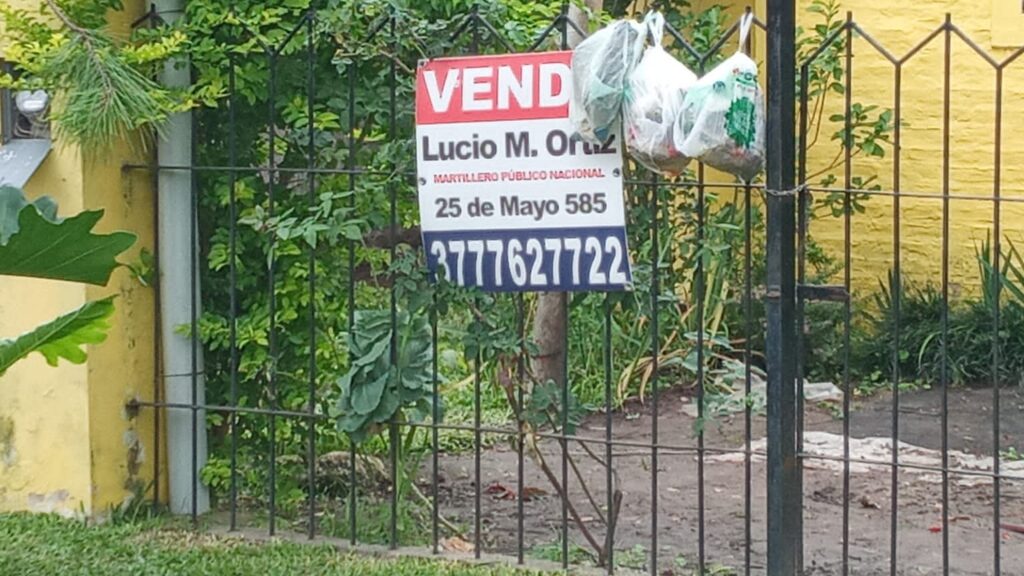 VEND
Lucio M. Ortiz
MARTILLERO PÚBLICO NACIONAL
25 de Mayo 585
3777627722